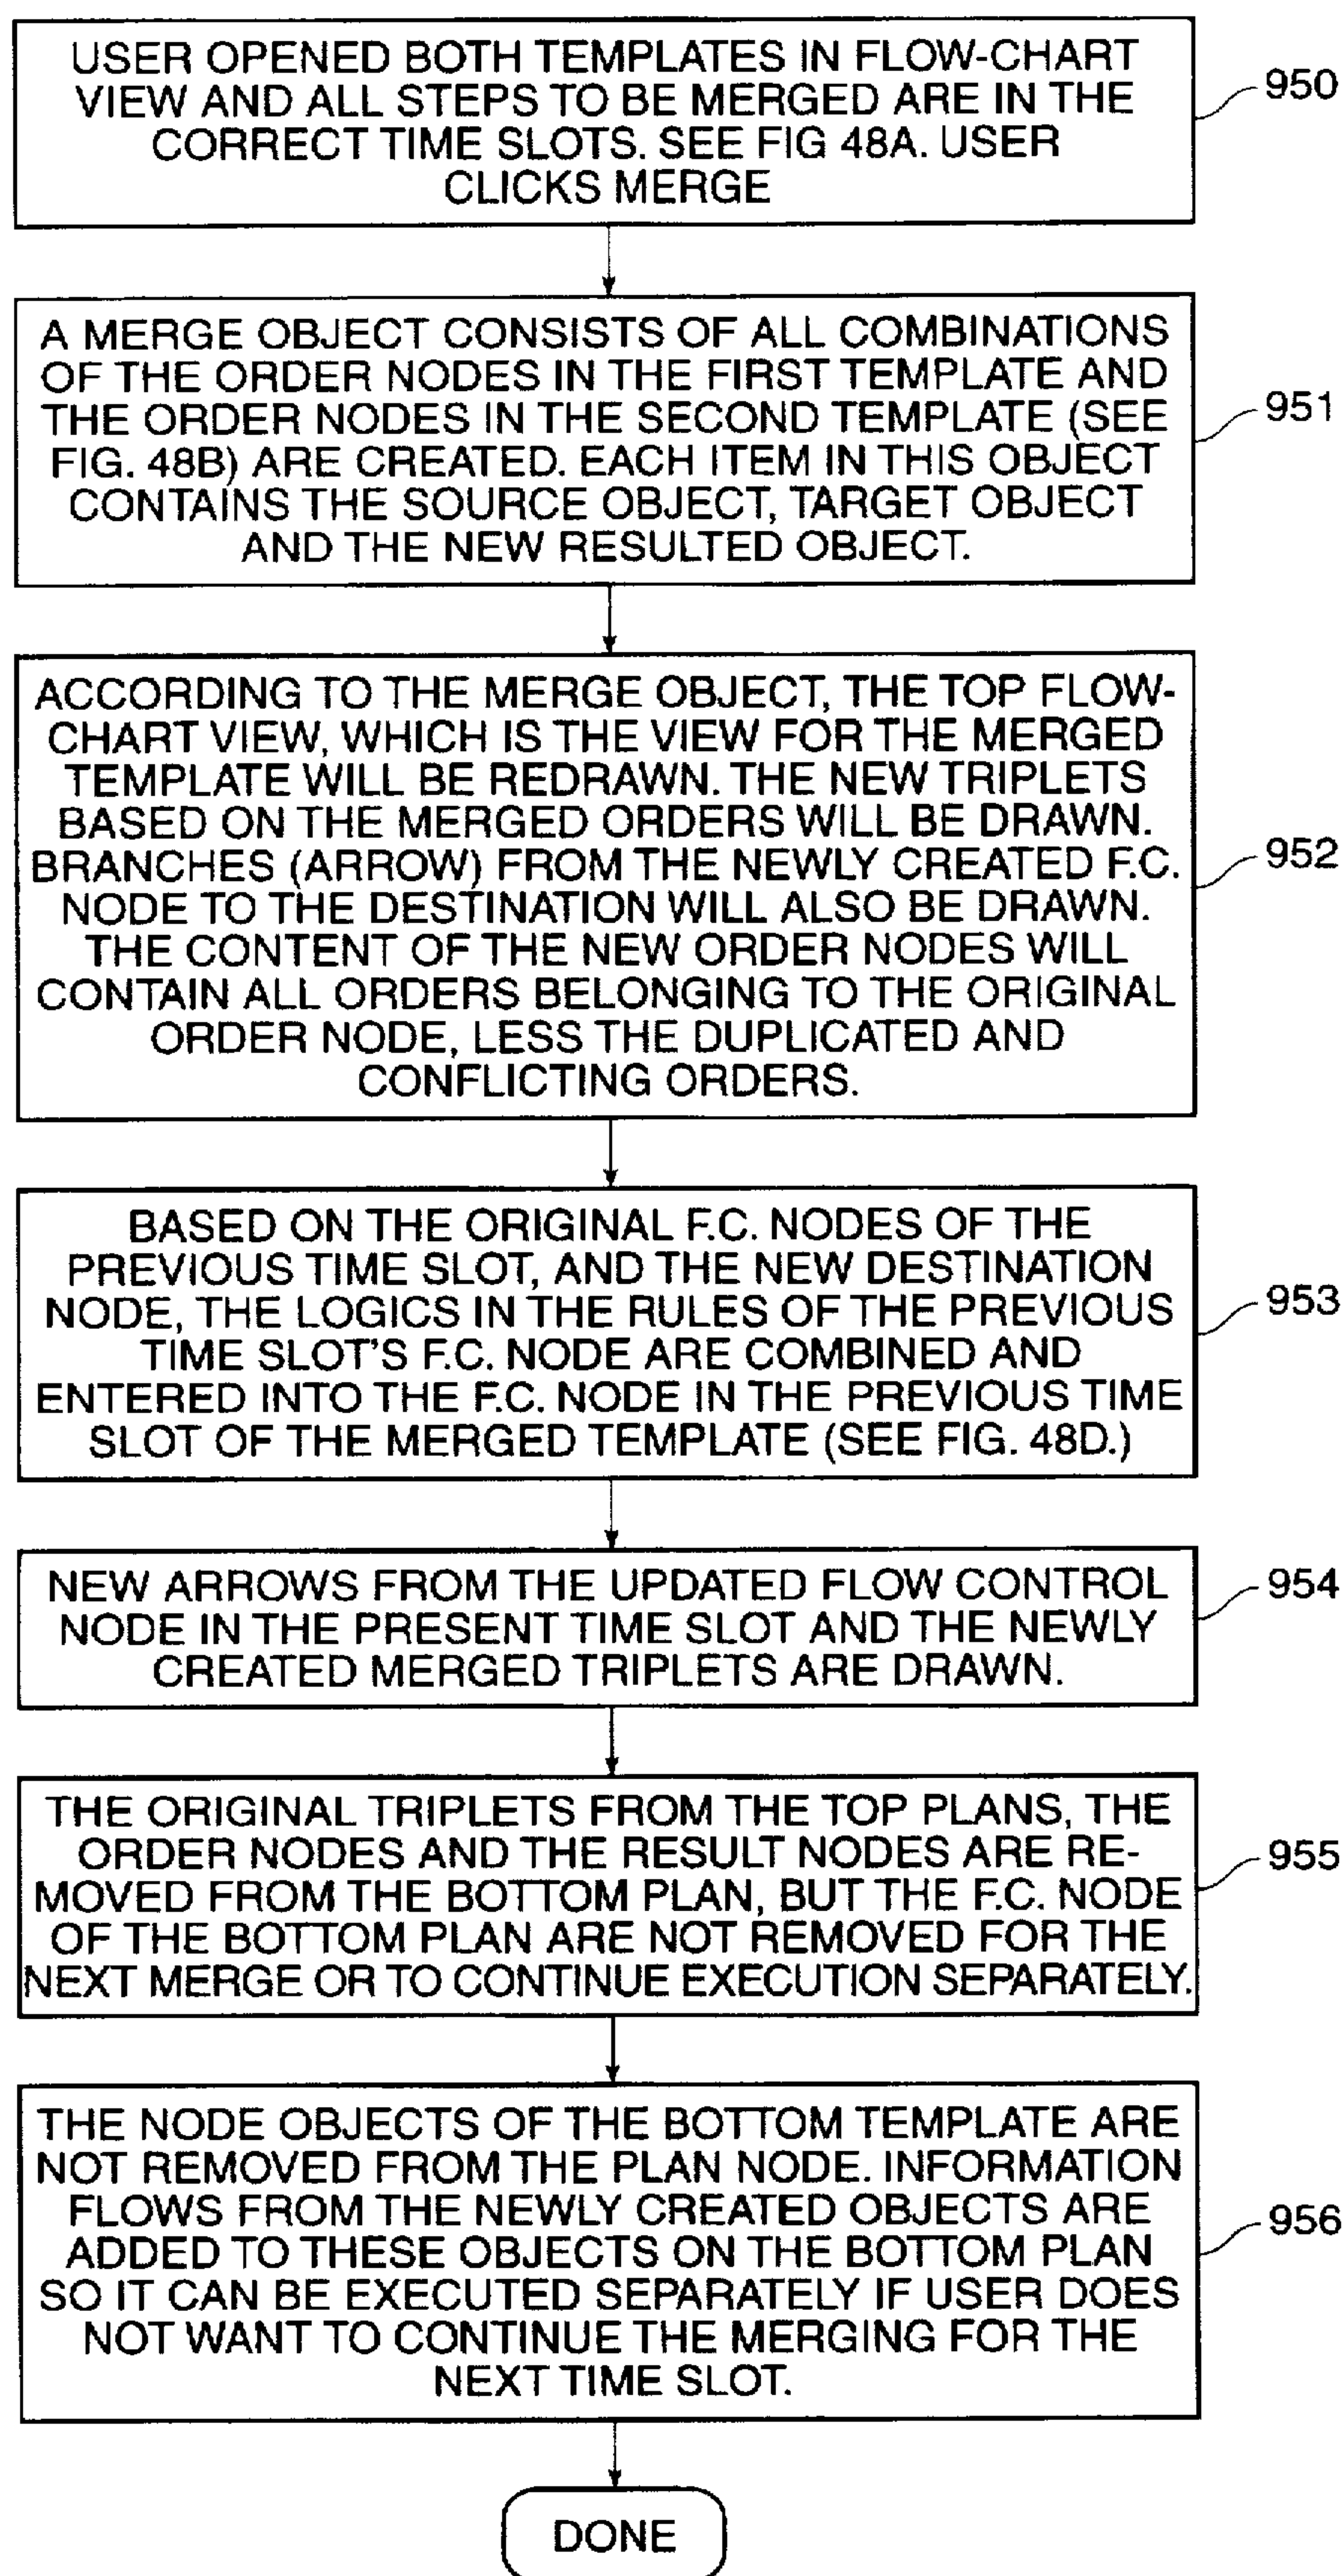 USER OPENED BOTH TEMPLATES IN FLOW-CHART
VIEW AND ALL STEPS TO BE MERGED ARE IN THE
CORRECT TIME SLOTS. SEE FIG 48A. USER
CLICKS MERGE
950
A MERGE OBJECT CONSISTS OF ALL COMBINATIONS
OF THE ORDER NODES IN THE FIRST TEMPLATE AND
THE ORDER NODES IN THE SECOND TEMPLATE (SEE
FIG. 48B) ARE CREATED. EACH ITEM IN THIS OBJECT
CONTAINS THE SOURCE OBJECT, TARGET OBJECT
AND THE NEW RESULTED OBJECT.
951
ACCORDING TO THE MERGE OBJECT, THE TOP FLOW-
CHART VIEW, WHICH IS THE VIEW FOR THE MERGED
TEMPLATE WILL BE REDRAWN. THE NEW TRIPLETS
BASED ON THE MERGED ORDERS WILL BE DRAWN.
BRANCHES (ARROW) FROM THE NEWLY CREATED F.C.
NODE TO THE DESTINATION WILL ALSO BE DRAWN.
THE CONTENT OF THE NEW ORDER NODES WILL
CONTAIN ALL ORDERS BELONGING TO THE ORIGINAL
ORDER NODE, LESS THE DUPLICATED AND
CONFLICTING ORDERS.
952
BASED ON THE ORIGINAL F.C. NODES OF THE
PREVIOUS TIME SLOT, AND THE NEW DESTINATION
NODE, THE LOGICS IN THE RULES OF THE PREVIOUS
TIME SLOT'S F.C. NODE ARE COMBINED AND
ENTERED INTO THE F.C. NODE IN THE PREVIOUS TIME
SLOT OF THE MERGED TEMPLATE (SEE FIG. 48D.)
953
NEW ARROWS FROM THE UPDATED FLOW CONTROL
NODE IN THE PRESENT TIME SLOT AND THE NEWLY
CREATED MERGED TRIPLETS ARE DRAWN.
954
THE ORIGINAL TRIPLETS FROM THE TOP PLANS, THE
ORDER NODES AND THE RESULT NODES ARE RE-
MOVED FROM THE BOTTOM PLAN, BUT THE F.C. NODE
OF THE BOTTOM PLAN ARE NOT REMOVED FOR THE
NEXT MERGE OR TO CONTINUE EXECUTION SEPARATELY.
955
THE NODE OBJECTS OF THE BOTTOM TEMPLATE ARE
NOT REMOVED FROM THE PLAN NODE. INFORMATION
FLOWS FROM THE NEWLY CREATED OBJECTS ARE
ADDED TO THESE OBJECTS ON THE BOTTOM PLAN
SO IT CAN BE EXECUTED SEPARATELY IF USER DOES
NOT WANT TO CONTINUE THE MERGING FOR THE
NEXT TIME SLOT.
956
DONE